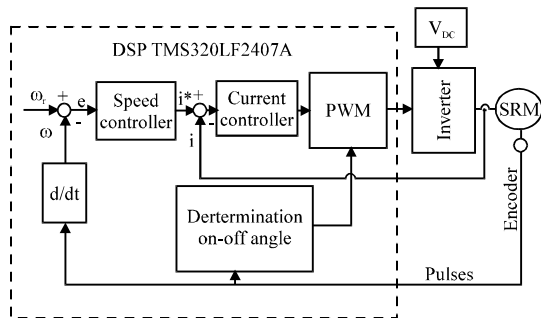 DSP TMS320LF2407A
V_DC
ω_r
+
e
-
ω
Speed
controller
i*
+
-
i
Current
controller
PWM
Inverter
SRM
Encoder
d/dt
Dertermination
on-off angle
Pulses